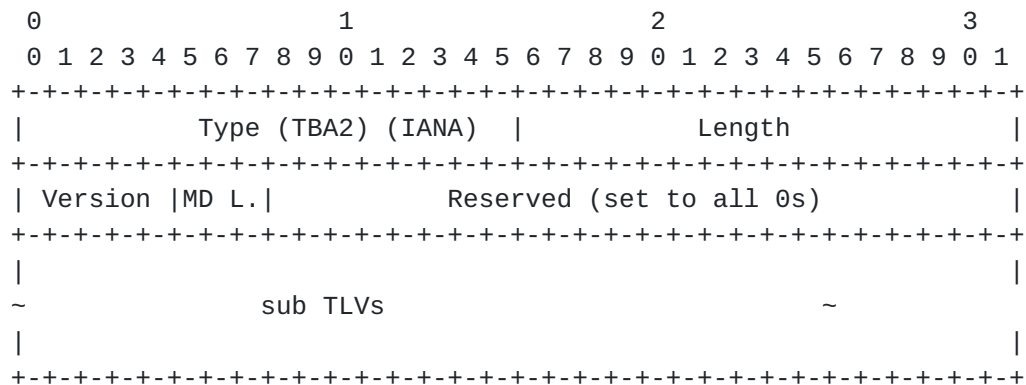 0                   1                   2                   3
 0 1 2 3 4 5 6 7 8 9 0 1 2 3 4 5 6 7 8 9 0 1 2 3 4 5 6 7 8 9 0 1
+-+-+-+-+-+-+-+-+-+-+-+-+-+-+-+-+-+-+-+-+-+-+-+-+-+-+-+-+-+-+-+-+
|           Type (TBA2) (IANA)  |           Length              |
+-+-+-+-+-+-+-+-+-+-+-+-+-+-+-+-+-+-+-+-+-+-+-+-+-+-+-+-+-+-+-+-+
| Version |MD L.|           Reserved (set to all 0s)            |
+-+-+-+-+-+-+-+-+-+-+-+-+-+-+-+-+-+-+-+-+-+-+-+-+-+-+-+-+-+-+-+-+
|                                                               |
~               sub TLVs                            ~
|                                                               |
+-+-+-+-+-+-+-+-+-+-+-+-+-+-+-+-+-+-+-+-+-+-+-+-+-+-+-+-+-+-+-+-+